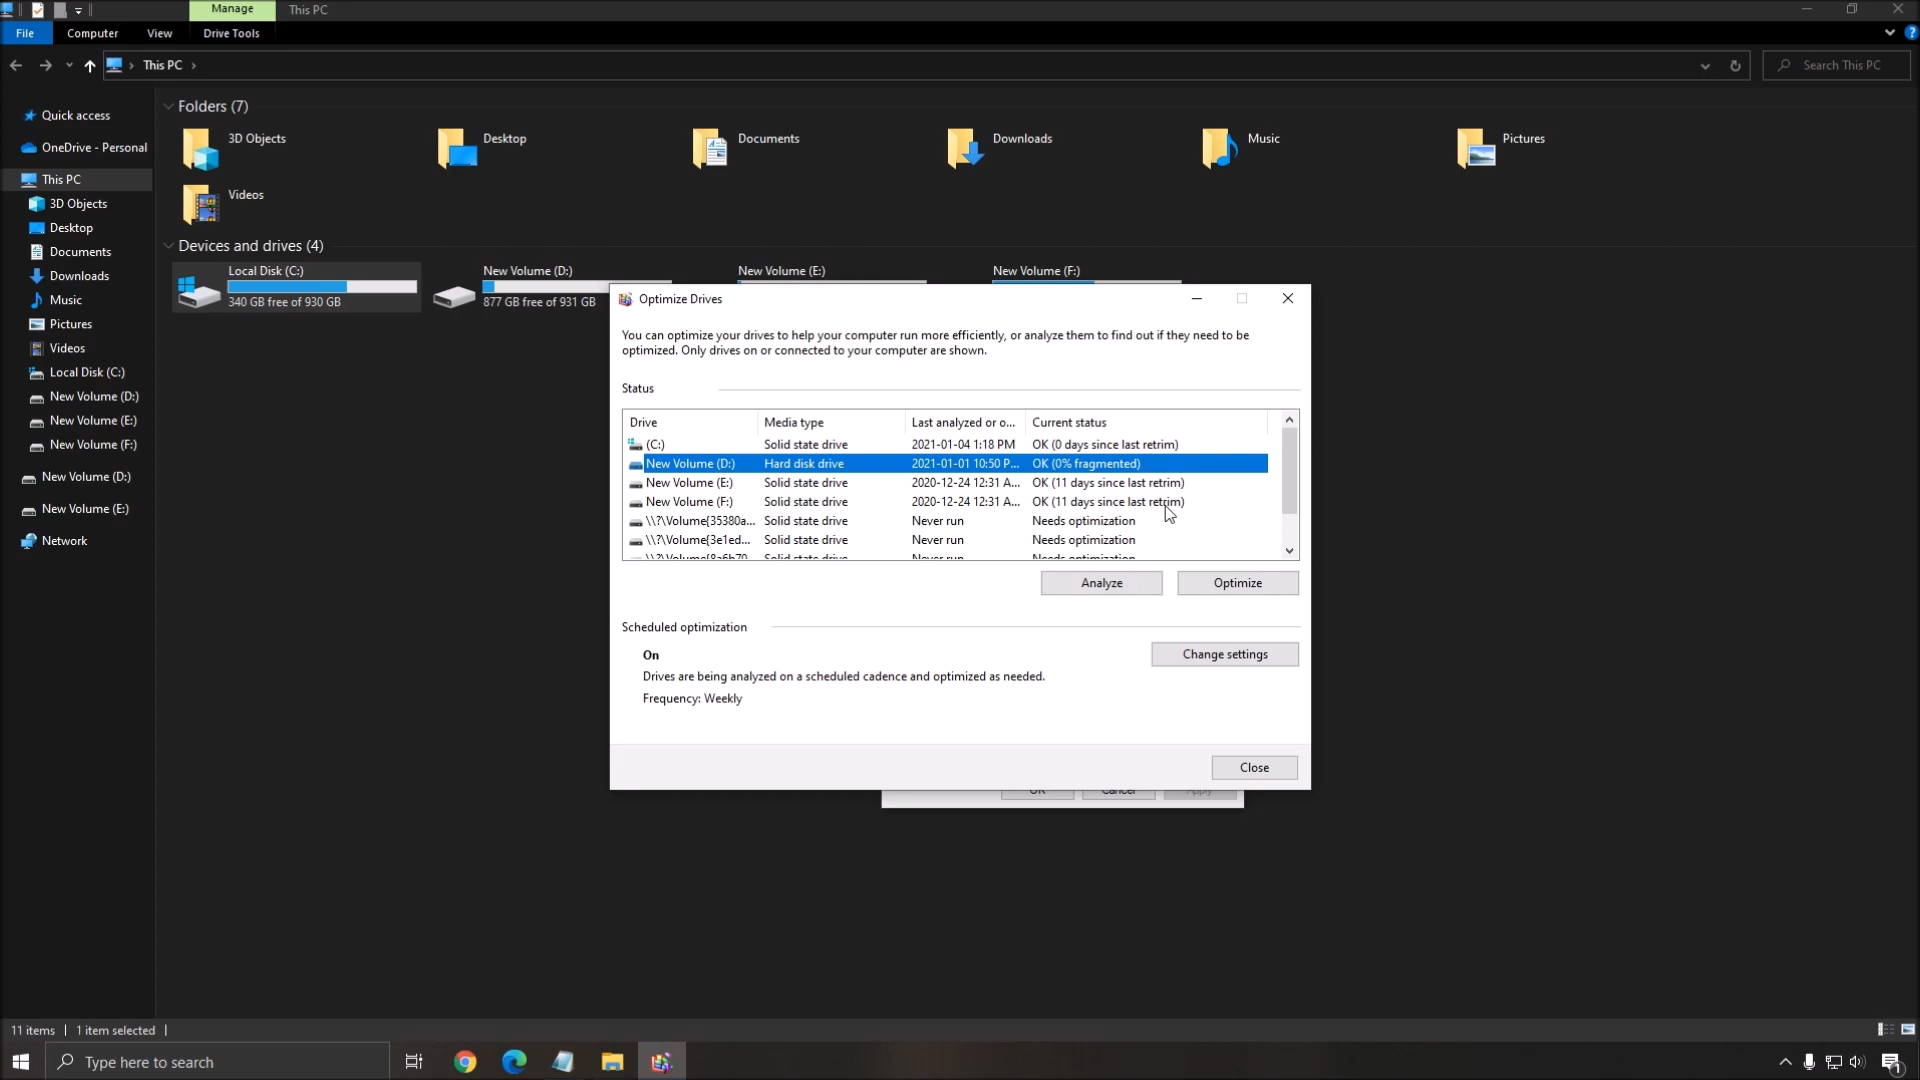 Manage
This PC
File
Computer
View
Drive Tools
This PC
Search This PC
Quick access
OneDrive - Personal
This PC
3D Objects
Desktop
Documents
Downloads
Music
Pictures
Videos
Local Disk (C:)
New Volume (D:)
New Volume (E:)
New Volume (F:)
New Volume (D:)
New Volume (E:)
Network
Folders (7)
3D Objects
Desktop
Documents
Downloads
Music
Pictures
Videos
Devices and drives (4)
Local Disk (C:)
340 GB free of 930 GB
New Volume (D:)
877 GB free of 931 GB
New Volume (E:)
New Volume (F:)
Optimize Drives
You can optimize your drives to help your computer run more efficiently, or analyze them to find out if they need to be
optimized. Only drives on or connected to your computer are shown.
Status
Drive Media type Last analyzed or o... Current status
(C:) Solid state drive 2021-01-04 1:18 PM OK (0 days since last retrim)
New Volume (D:) Hard disk drive 2021-01-01 10:50 P... OK (0% fragmented)
New Volume (E:) Solid state drive 2020-12-24 12:31 A... OK (11 days since last retrim)
New Volume (F:) Solid state drive 2020-12-24 12:31 A... OK (11 days since last retrim)
\\?\Volume{35380a... Solid state drive Never run Needs optimization
\\?\Volume{3e1ed... Solid state drive Never run Needs optimization
Solid state drive Never run Needs optimization
Analyze
Optimize
Scheduled optimization
On
Change settings
Drives are being analyzed on a scheduled cadence and optimized as needed.
Frequency: Weekly
Close
OK
Cancel
Apply
11 items
1 item selected
Type here to search
1